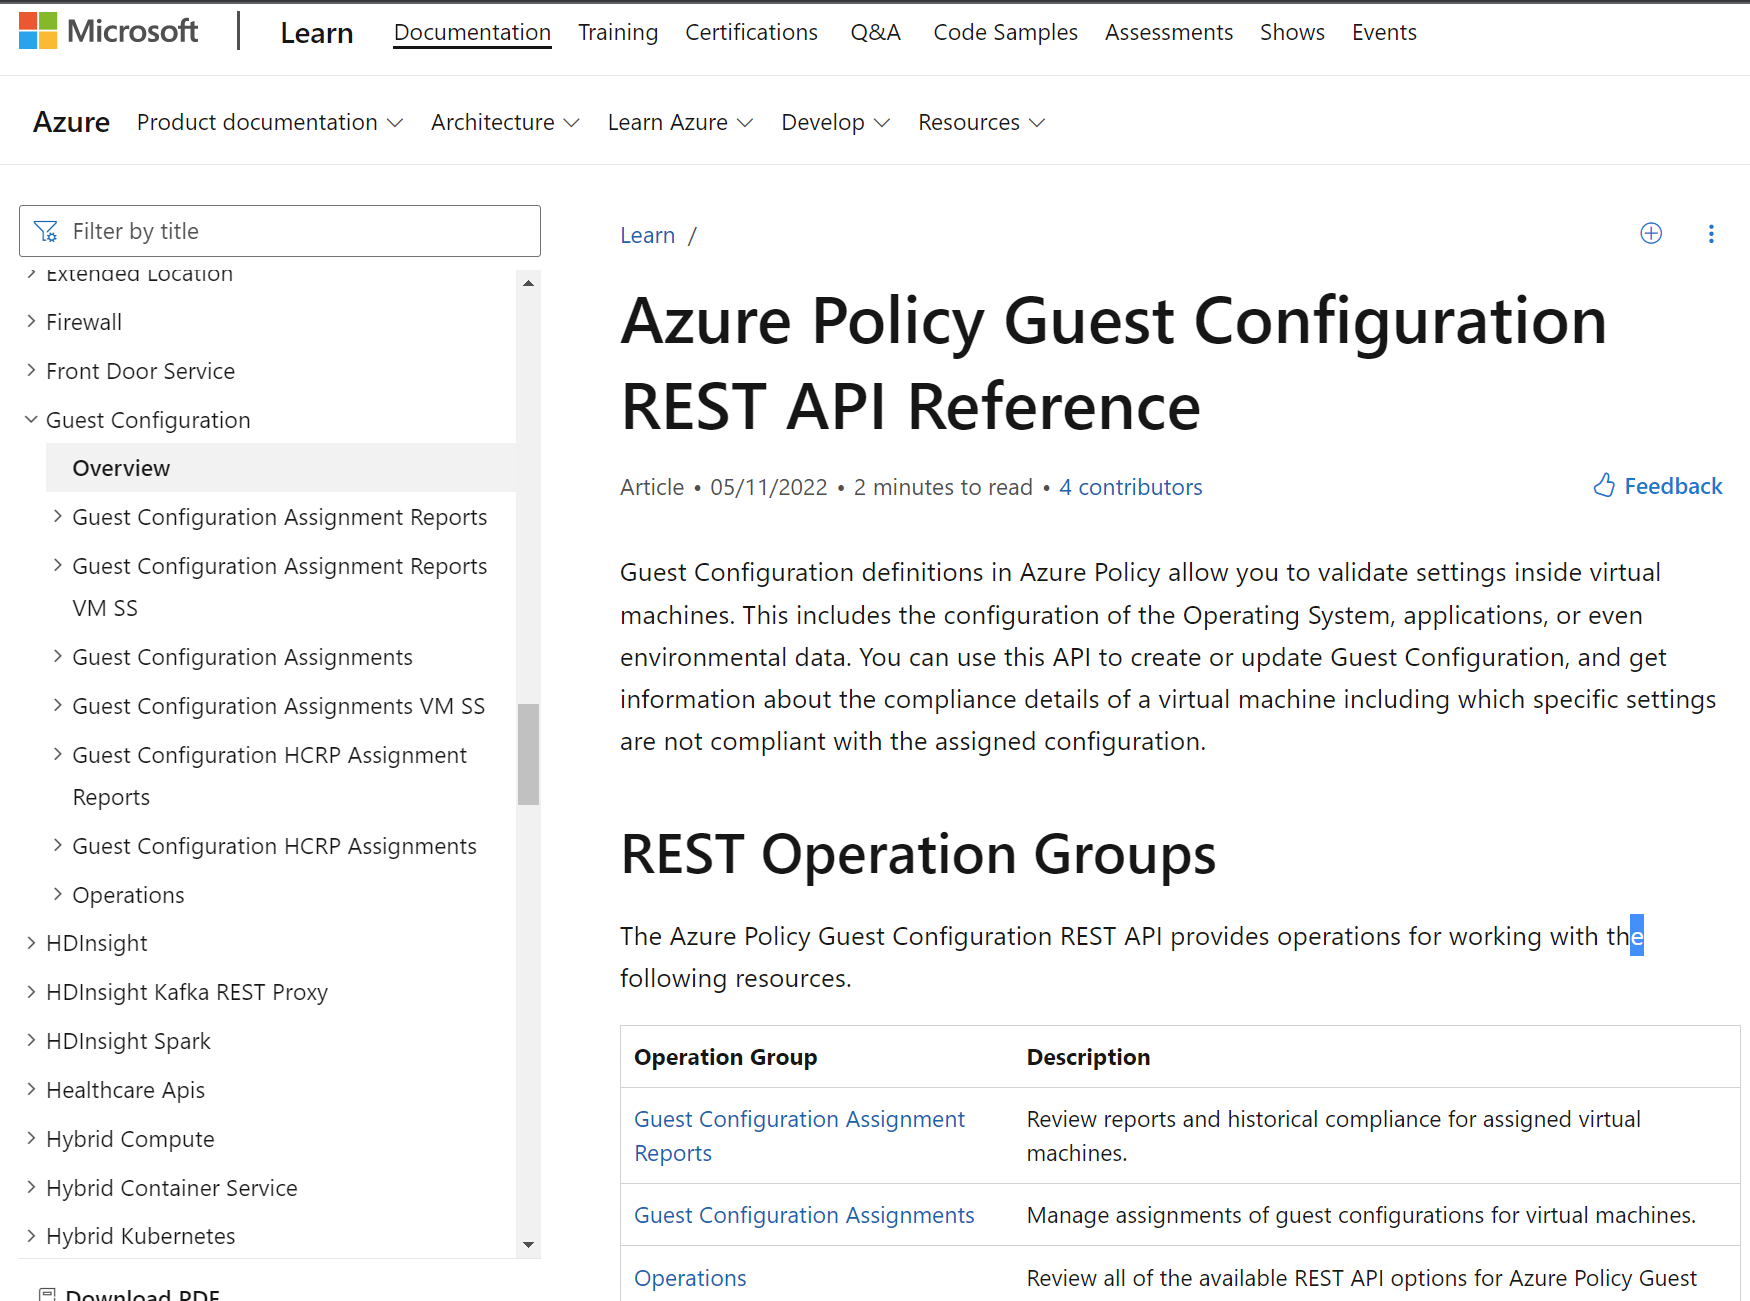 Microsoft
Learn Documentation Training Certifications Q&A Code Samples Assessments Shows Events
Azure Product documentation Architecture Learn Azure Develop Resources
Filter by title
Extended Location
Firewall
Front Door Service
Guest Configuration
Overview
Guest Configuration Assignment Reports
Guest Configuration Assignment Reports
VM SS
Guest Configuration Assignments
Guest Configuration Assignments VM SS
Guest Configuration HCRP Assignment
Reports
Guest Configuration HCRP Assignments
Operations
HDInsight
HDInsight Kafka REST Proxy
HDInsight Spark
Healthcare Apis
Hybrid Compute
Hybrid Container Service
Hybrid Kubernetes
Download PDF
Learn /
Azure Policy Guest Configuration
REST API Reference
Article • 05/11/2022 • 2 minutes to read • 4 contributors
Feedback
Guest Configuration definitions in Azure Policy allow you to validate settings inside virtual
machines. This includes the configuration of the Operating System, applications, or even
environmental data. You can use this API to create or update Guest Configuration, and get
information about the compliance details of a virtual machine including which specific settings
are not compliant with the assigned configuration.
REST Operation Groups
The Azure Policy Guest Configuration REST API provides operations for working with the
following resources.
Operation Group Description
Guest Configuration Assignment
Reports
Review reports and historical compliance for assigned virtual
machines.
Guest Configuration Assignments Manage assignments of guest configurations for virtual machines.
Operations Review all of the available REST API options for Azure Policy Guest